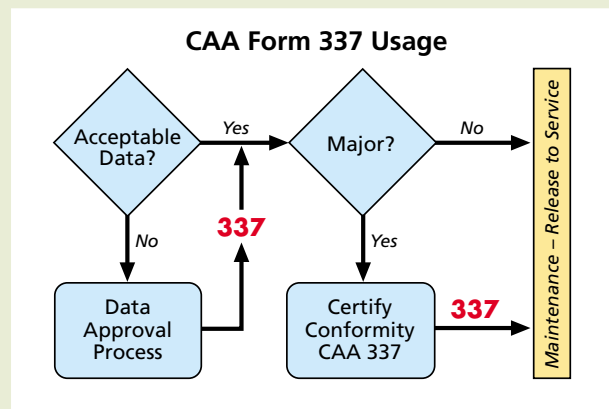 CAA Form 337 Usage
Acceptable
Data?
Yes
Major?
No
337
No
Yes
Data
Approval
Process
Certify
Conformity
CAA 337
337
Maintenance – Release to Service